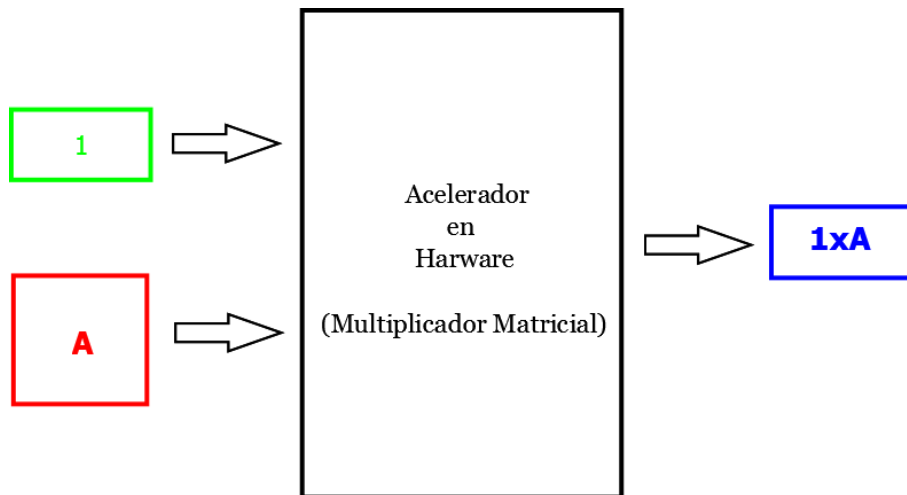 1
A
Acelerador
en
Harware
(Multiplicador Matricial)
1xA